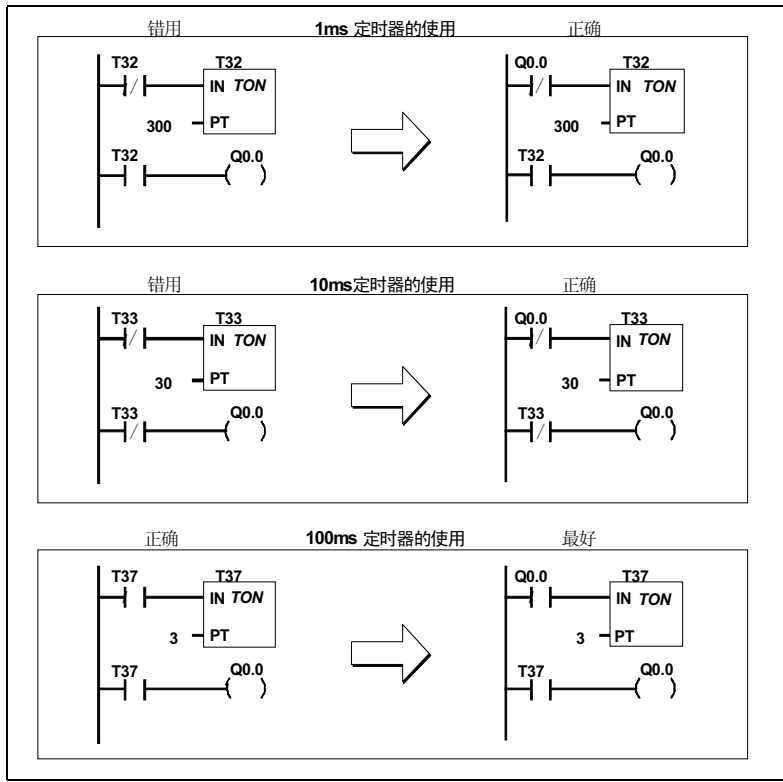 错用 1ms 定时器的使用 正确
T32 T32 Q0.0 T32
IN TON IN TON
300 PT 300 PT
T32 Q0.0 T32 Q0.0
错用 10ms定时器的使用 正确
T33 T33 Q0.0 T33
IN TON IN TON
30 PT 30 PT
T33 Q0.0 T33 Q0.0
正确 100ms 定时器的使用 最好
T37 T37 Q0.0 T37
IN TON IN TON
3 PT 3 PT
T37 Q0.0 T37 Q0.0